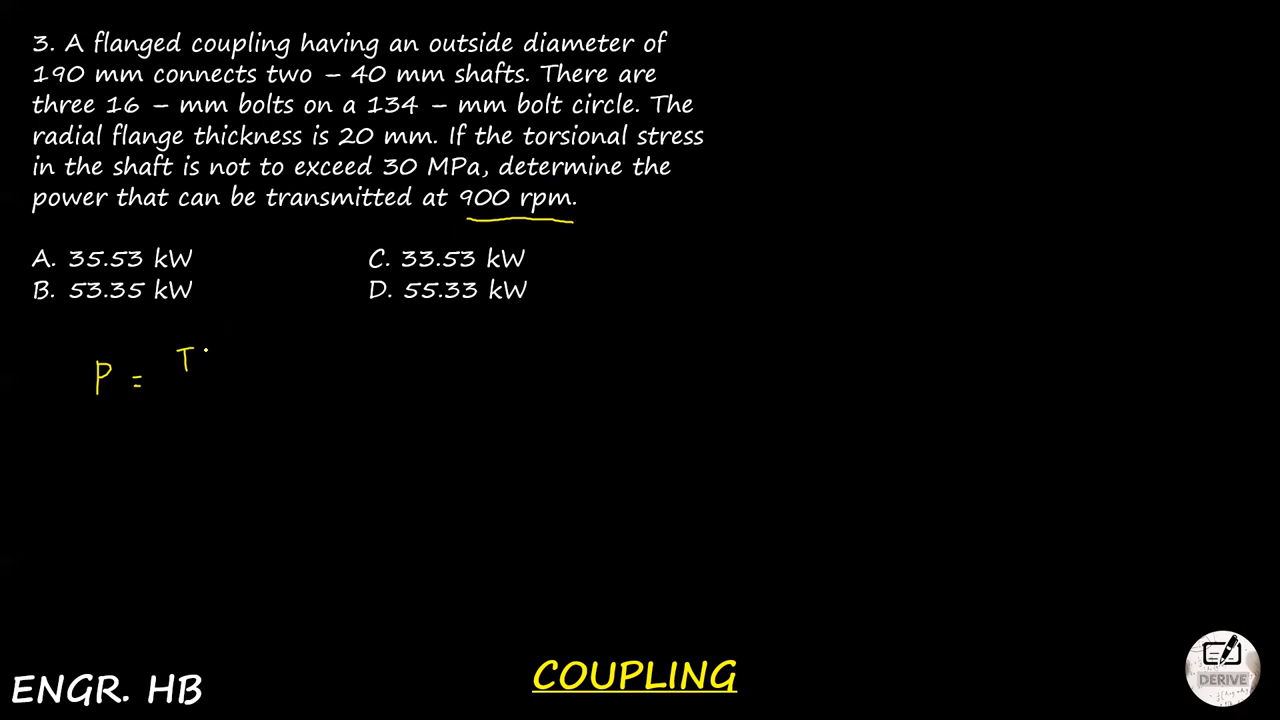 3. A flanged coupling having an outside diameter of
190 mm connects two – 40 mm shafts. There are
three 16 – mm bolts on a 134 – mm bolt circle. The
radial flange thickness is 20 mm. If the torsional stress
in the shaft is not to exceed 30 MPa, determine the
power that can be transmitted at 900 rpm.
A. 35.53 kW
C. 33.53 kW
B. 53.35 kW
D. 55.33 kW
P = T
ENGR. HB
COUPLING
DERIVE